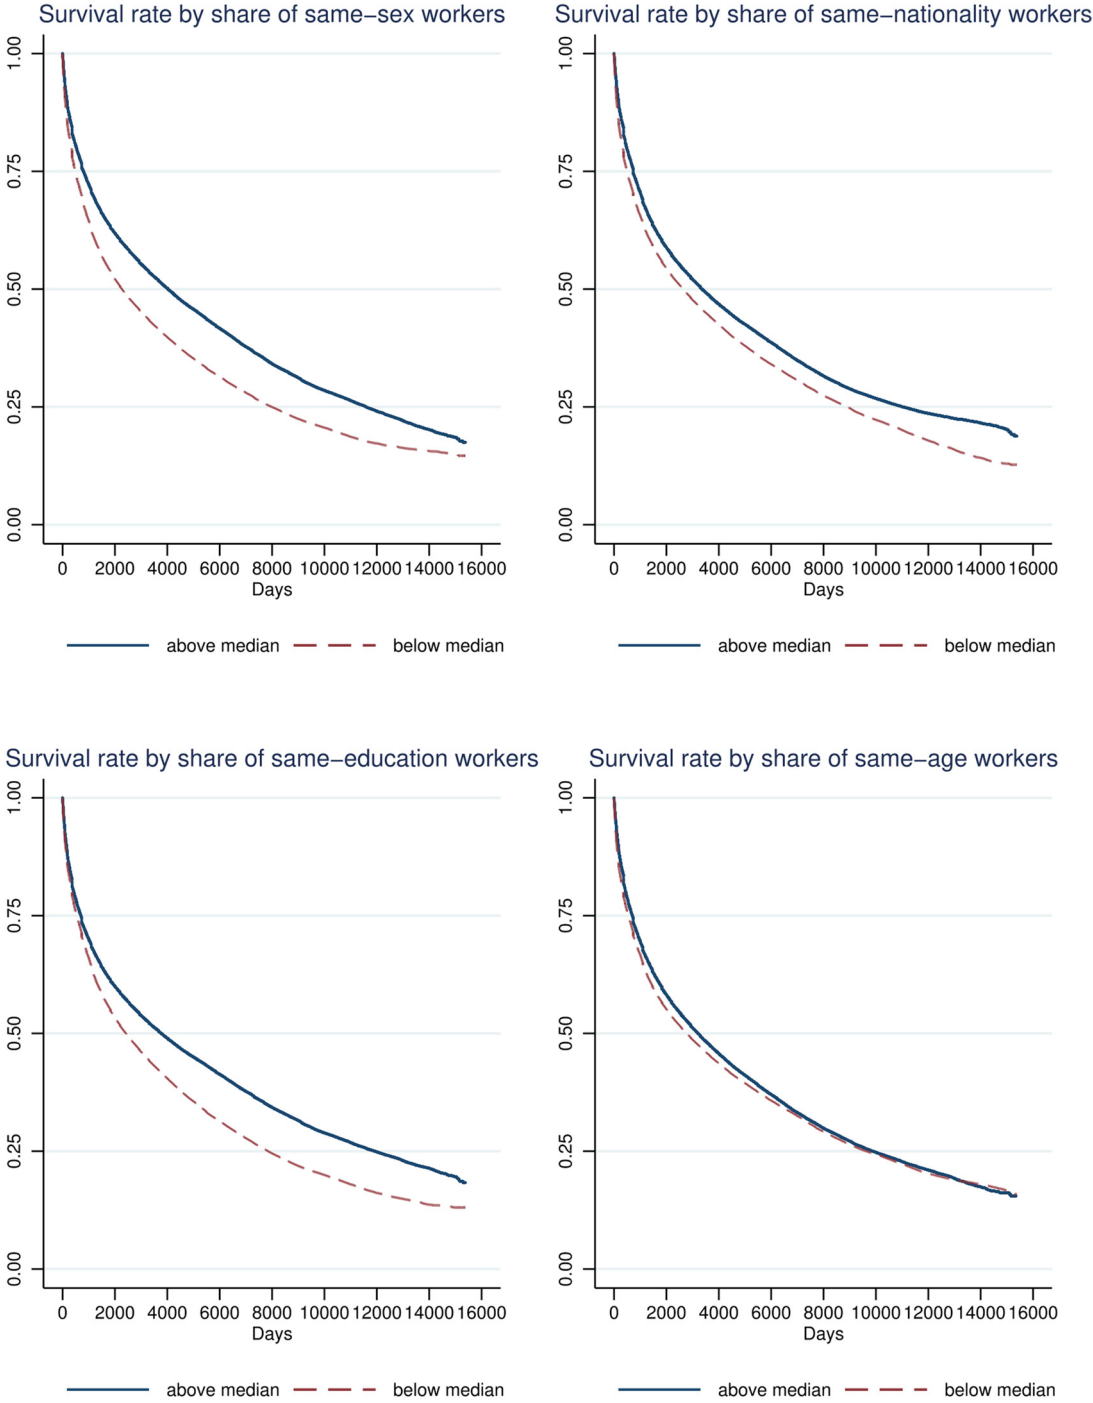 Survival rate by share of same−sex workers
1.00
0.75
0.50
0.25
0.00
0 2000 4000 6000 8000 10000 12000 14000 16000
Days
above median below median
Survival rate by share of same−nationality workers
1.00
0.75
0.50
0.25
0.00
0 2000 4000 6000 8000 10000 12000 14000 16000
Days
above median below median
Survival rate by share of same−education workers
1.00
0.75
0.50
0.25
0.00
0 2000 4000 6000 8000 10000 12000 14000 16000
Days
above median below median
Survival rate by share of same−age workers
1.00
0.75
0.50
0.25
0.00
0 2000 4000 6000 8000 10000 12000 14000 16000
Days
above median below median